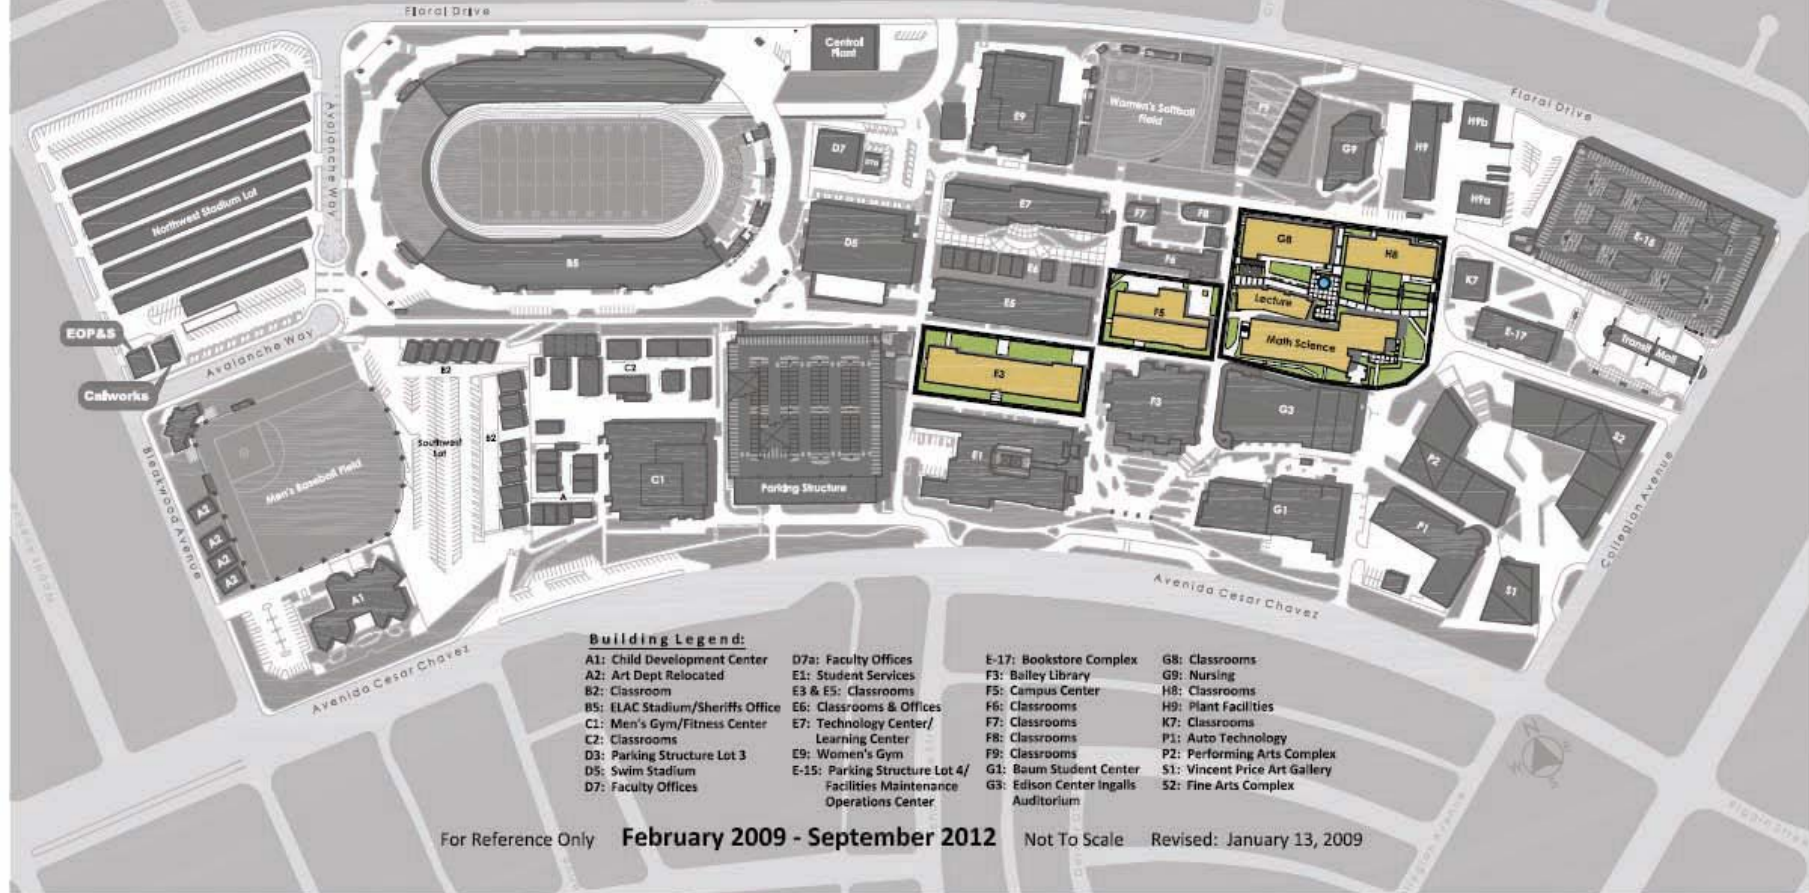 Floral Drive
Central
Plant
Avalanche Way
Northwest Stadium Lot
B5
D7
D7a
D5
E9
Women's Softball
Field
F9
G9
H9
H9b
H9a
Floral Drive
E-15
E7
F7
F8
F6
E6
E5
G8
H8
K7
E-17
Transit Mall
Lecture
Math Science
F5
E3
EOP&S
Calworks
Avalanche Way
B2
C2
B2
Southwest
Lot
Men's Baseball Field
Bleakwood Avenue
A2
A2
A2
A2
A1
A
C1
Parking Structure
E1
F3
G3
G1
P2
S2
P1
S1
Collegian Avenue
Avenida Cesar Chavez
Avenida Cesar Chavez
N
Building Legend:
A1: Child Development Center
A2: Art Dept Relocated
B2: Classroom
B5: ELAC Stadium/Sheriffs Office
C1: Men's Gym/Fitness Center
C2: Classrooms
D3: Parking Structure Lot 3
D5: Swim Stadium
D7: Faculty Offices
D7a: Faculty Offices
E1: Student Services
E3 & E5: Classrooms
E6: Classrooms & Offices
E7: Technology Center/
Learning Center
E9: Women's Gym
E-15: Parking Structure Lot 4/
Facilities Maintenance
Operations Center
E-17: Bookstore Complex
F3: Bailey Library
F5: Campus Center
F6: Classrooms
F7: Classrooms
F8: Classrooms
F9: Classrooms
G1: Baum Student Center
G3: Edison Center Ingalls
Auditorium
G8: Classrooms
G9: Nursing
H8: Classrooms
H9: Plant Facilities
K7: Classrooms
P1: Auto Technology
P2: Performing Arts Complex
S1: Vincent Price Art Gallery
S2: Fine Arts Complex
For Reference Only February 2009 - September 2012 Not To Scale Revised: January 13, 2009